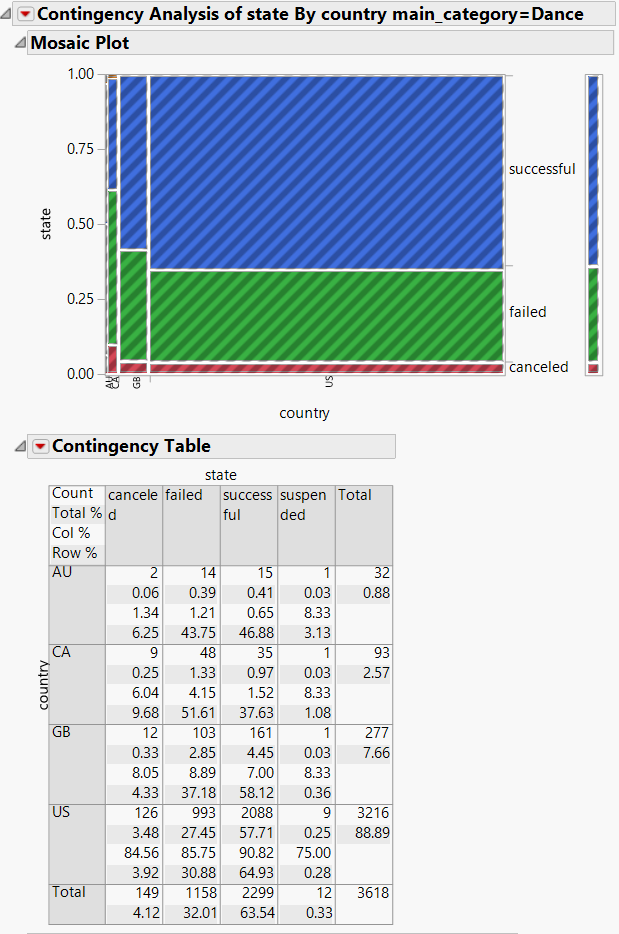 Contingency Analysis of state By country main_category=Dance
Mosaic Plot
1.00
0.75
0.50
0.25
0.00
state
successful
failed
canceled
AU
CA
GB
US
country
Contingency Table
state
Count
Total %
Col %
Row %
cancele
d
failed
success
ful
suspen
ded
Total
country
AU 2 14 15 1 32
0.06 0.39 0.41 0.03 0.88
1.34 1.21 0.65 8.33
6.25 43.75 46.88 3.13
CA 9 48 35 1 93
0.25 1.33 0.97 0.03 2.57
6.04 4.15 1.52 8.33
9.68 51.61 37.63 1.08
GB 12 103 161 1 277
0.33 2.85 4.45 0.03 7.66
8.05 8.89 7.00 8.33
4.33 37.18 58.12 0.36
US 126 993 2088 9 3216
3.48 27.45 57.71 0.25 88.89
84.56 85.75 90.82 75.00
3.92 30.88 64.93 0.28
Total 149 1158 2299 12 3618
4.12 32.01 63.54 0.33